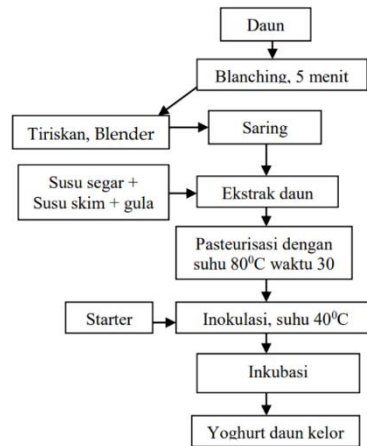 Daun
Blanching, 5 menit
Tiriskan, Blender
Saring
Susu segar +
Susu skim + gula
Ekstrak daun
Pasteurisasi dengan
suhu 80⁰C waktu 30
Starter
Inokulasi, suhu 40⁰C
Inkubasi
Yoghurt daun kelor